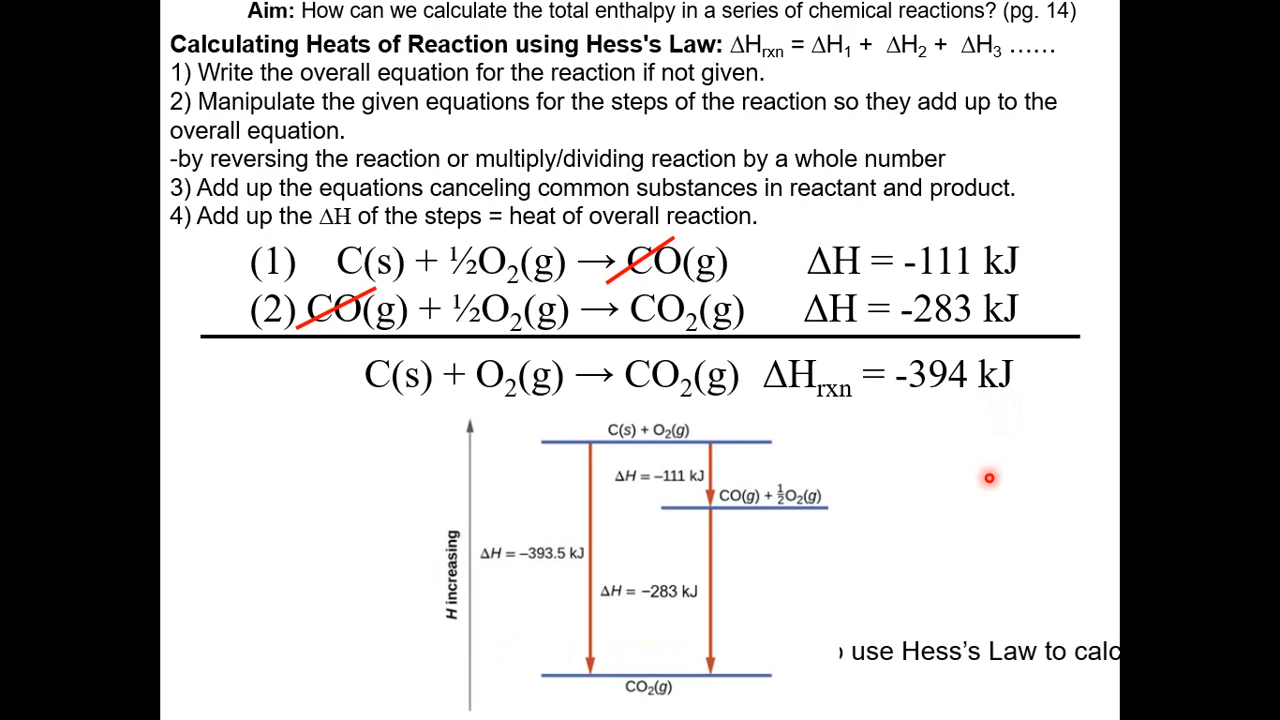 Aim: How can we calculate the total enthalpy in a series of chemical reactions? (pg. 14)
Calculating Heats of Reaction using Hess's Law: ΔHrxn = ΔH₁ + ΔH₂ + ΔH₃ ......
1) Write the overall equation for the reaction if not given.
2) Manipulate the given equations for the steps of the reaction so they add up to the
overall equation.
-by reversing the reaction or multiply/dividing reaction by a whole number
3) Add up the equations canceling common substances in reactant and product.
4) Add up the ΔH of the steps = heat of overall reaction.
(1) C(s) + ½O₂(g) → CO(g) ΔH = -111 kJ
(2) CO(g) + ½O₂(g) → CO₂(g) ΔH = -283 kJ
C(s) + O₂(g) → CO₂(g) ΔHrxn = -394 kJ
C(s) + O₂(g)
ΔH = −111 kJ
CO(g) + ½O₂(g)
H increasing
ΔH = −393.5 kJ
ΔH = −283 kJ
use Hess’s Law to calc
CO₂(g)